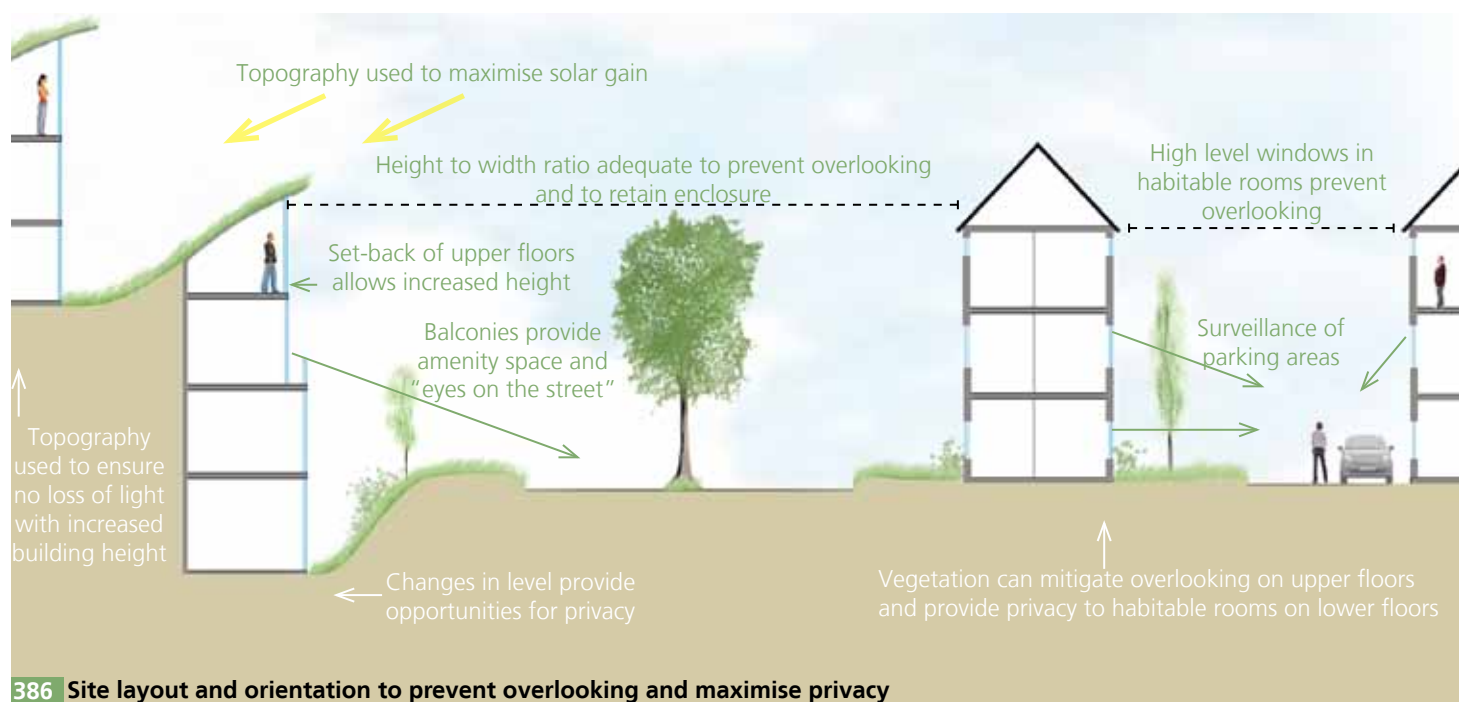 Topography used to maximise solar gain
Height to width ratio adequate to prevent overlooking
and to retain enclosure
High level windows in
habitable rooms prevent
overlooking
Set-back of upper floors
allows increased height
Balconies provide
amenity space and
“eyes on the street”
Surveillance of
parking areas
Topography
used to ensure
no loss of light
with increased
building height
Changes in level provide
opportunities for privacy
Vegetation can mitigate overlooking on upper floors
and provide privacy to habitable rooms on lower floors
386 Site layout and orientation to prevent overlooking and maximise privacy